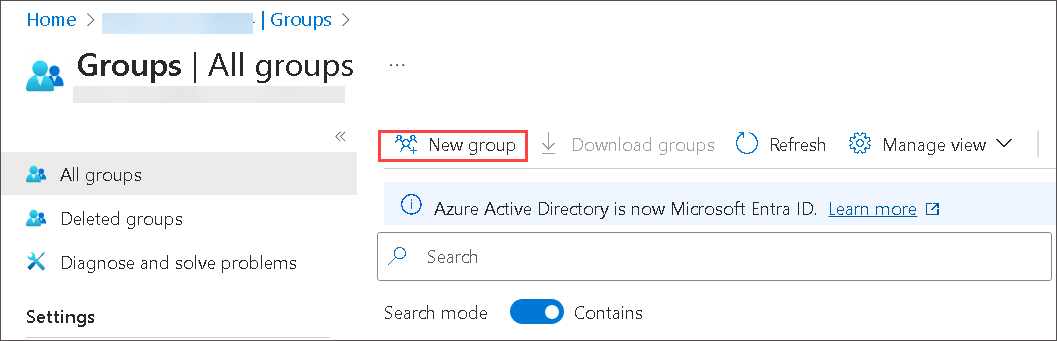 Home > | Groups >
Groups | All groups ...
«
New group Download groups Refresh Manage view
All groups
Deleted groups
Diagnose and solve problems
Settings
Azure Active Directory is now Microsoft Entra ID. Learn more
Search
Search mode Contains